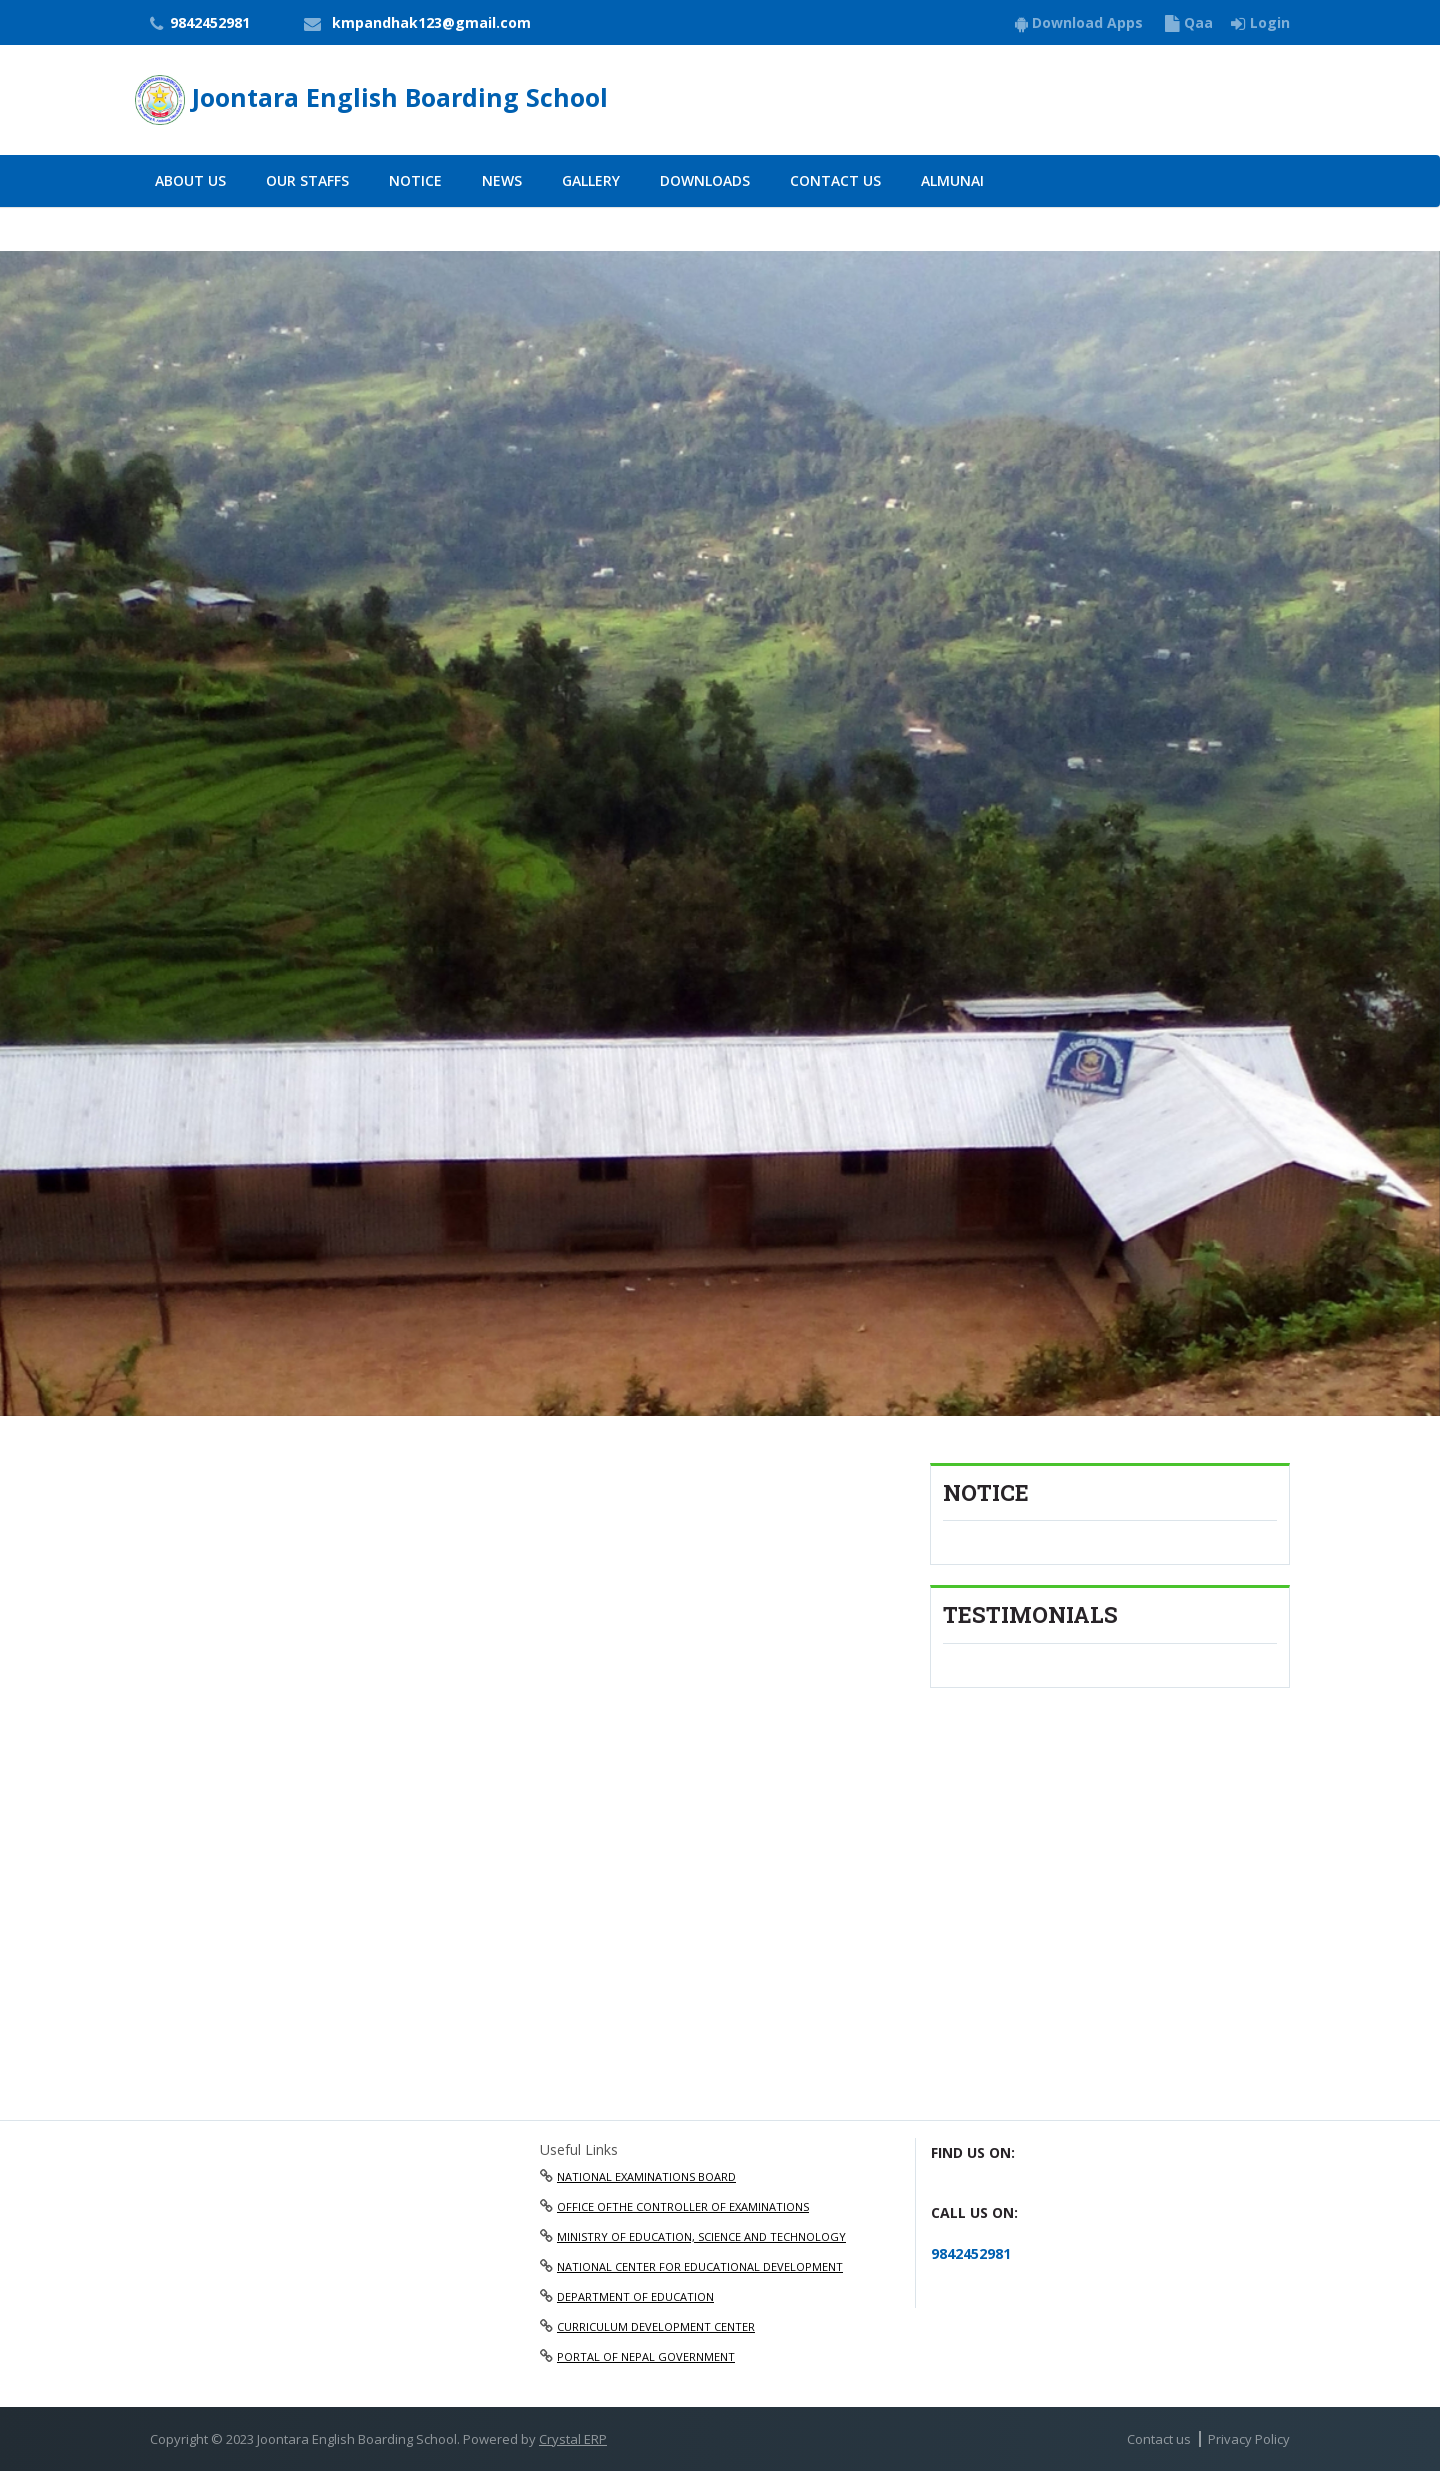 9842452981 kmpandhak123@gmail.com Download Apps Qaa Login
Joontara English Boarding School
ABOUT US OUR STAFFS NOTICE NEWS GALLERY DOWNLOADS CONTACT US ALMUNAI
JOONTARA ENGLISH BOARDING SCHOOL
NOTICE
TESTIMONIALS
Useful Links
NATIONAL EXAMINATIONS BOARD
OFFICE OFTHE CONTROLLER OF EXAMINATIONS
MINISTRY OF EDUCATION, SCIENCE AND TECHNOLOGY
NATIONAL CENTER FOR EDUCATIONAL DEVELOPMENT
DEPARTMENT OF EDUCATION
CURRICULUM DEVELOPMENT CENTER
PORTAL OF NEPAL GOVERNMENT
FIND US ON:
CALL US ON:
9842452981
Copyright © 2023 Joontara English Boarding School. Powered by Crystal ERP
Contact us | Privacy Policy